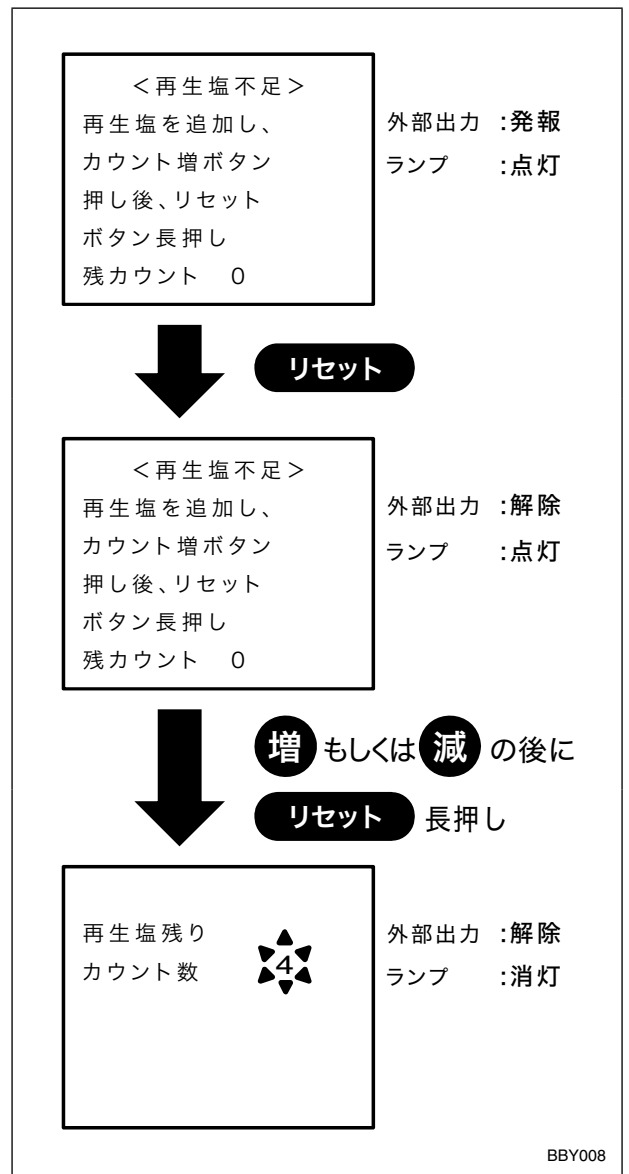 ＜再生塩不足＞
再生塩を追加し、
カウント増ボタン
押し後、リセット
ボタン長押し
残カウント　0
外部出力　:発報
ランプ　:点灯
リセット
＜再生塩不足＞
再生塩を追加し、
カウント増ボタン
押し後、リセット
ボタン長押し
残カウント　0
外部出力　:解除
ランプ　:点灯
増 もしくは 減 の後に
リセット 長押し
再生塩残り
カウント数　4
外部出力　:解除
ランプ　:消灯
BBY008